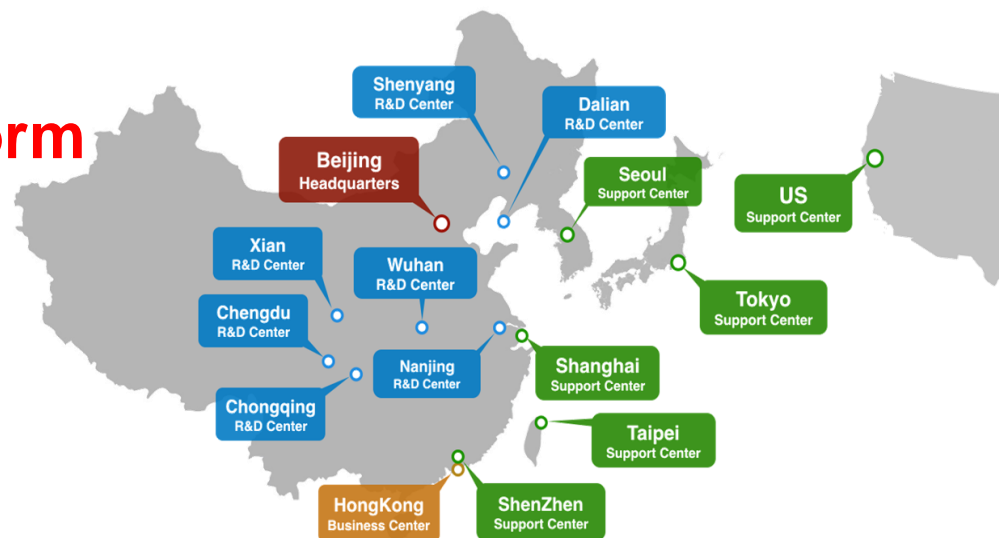 orm
Shenyang
R&D Center
Dalian
R&D Center
Beijing
Headquarters
Seoul
Support Center
US
Support Center
Xian
R&D Center
Wuhan
R&D Center
Chengdu
R&D Center
Tokyo
Support Center
Nanjing
R&D Center
Shanghai
Support Center
Chongqing
R&D Center
Taipei
Support Center
HongKong
Business Center
ShenZhen
Support Center